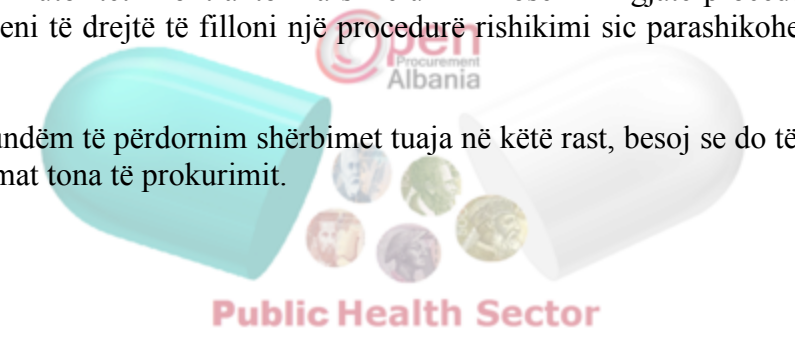 eni të drejtë të filloni një procedurë rishikimi sic parashikohe
Open
Procurement
Albania
undëm të përdornim shërbimet tuaja në këtë rast, besoj se do të
mat tona të prokurimit.
Public Health Sector